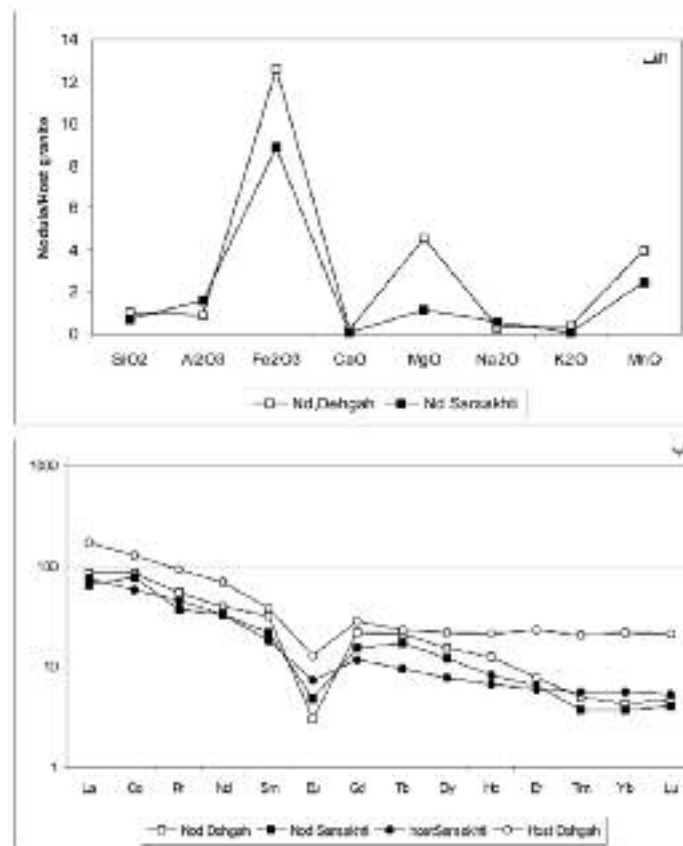 الف
14
12
10
8
6
4
2
0
Nodule/Host granite
SiO2 Al2O3 Fe2O3 CaO MgO Na2O K2O MnO
Nd,Dehgah Nd Sarsakhti
ب
1000
100
10
1
La Ce Pr Nd Sm Eu Gd Tb Dy Ho Er Tm Yb Lu
Nod Dehgah Nod Sarsakhti host Sarsakhti Host Dehgah